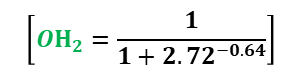 [OH₂ = 1 / (1 + 2.72^(−0.64))]